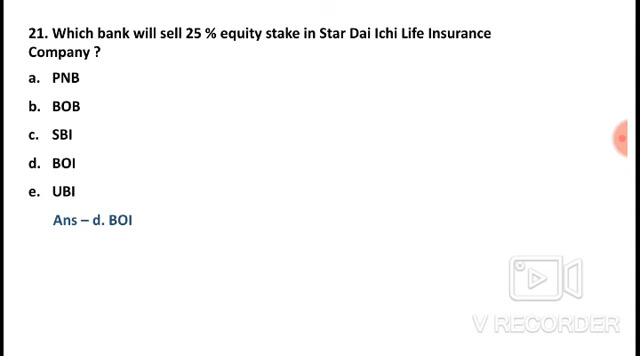 21. Which bank will sell 25 % equity stake in Star Dai Ichi Life Insurance
Company ?
a. PNB
b. BOB
c. SBI
d. BOI
e. UBI
Ans – d. BOI
V RECORDER